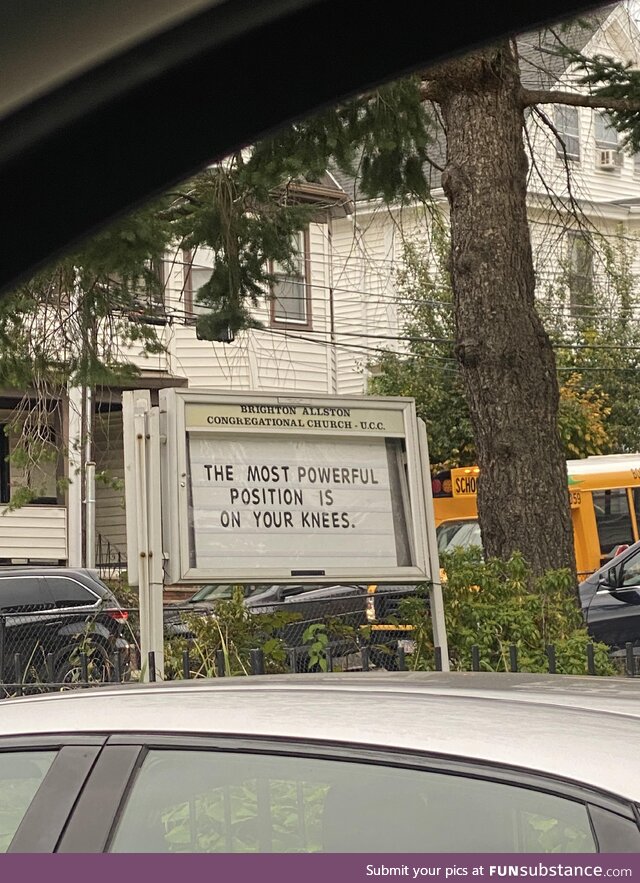 BRIGHTON ALLSTON
CONGREGATIONAL CHURCH - U.C.C.
THE MOST POWERFUL
POSITION IS
ON YOUR KNEES.
SCHO
Submit your pics at FUNsubstance.com